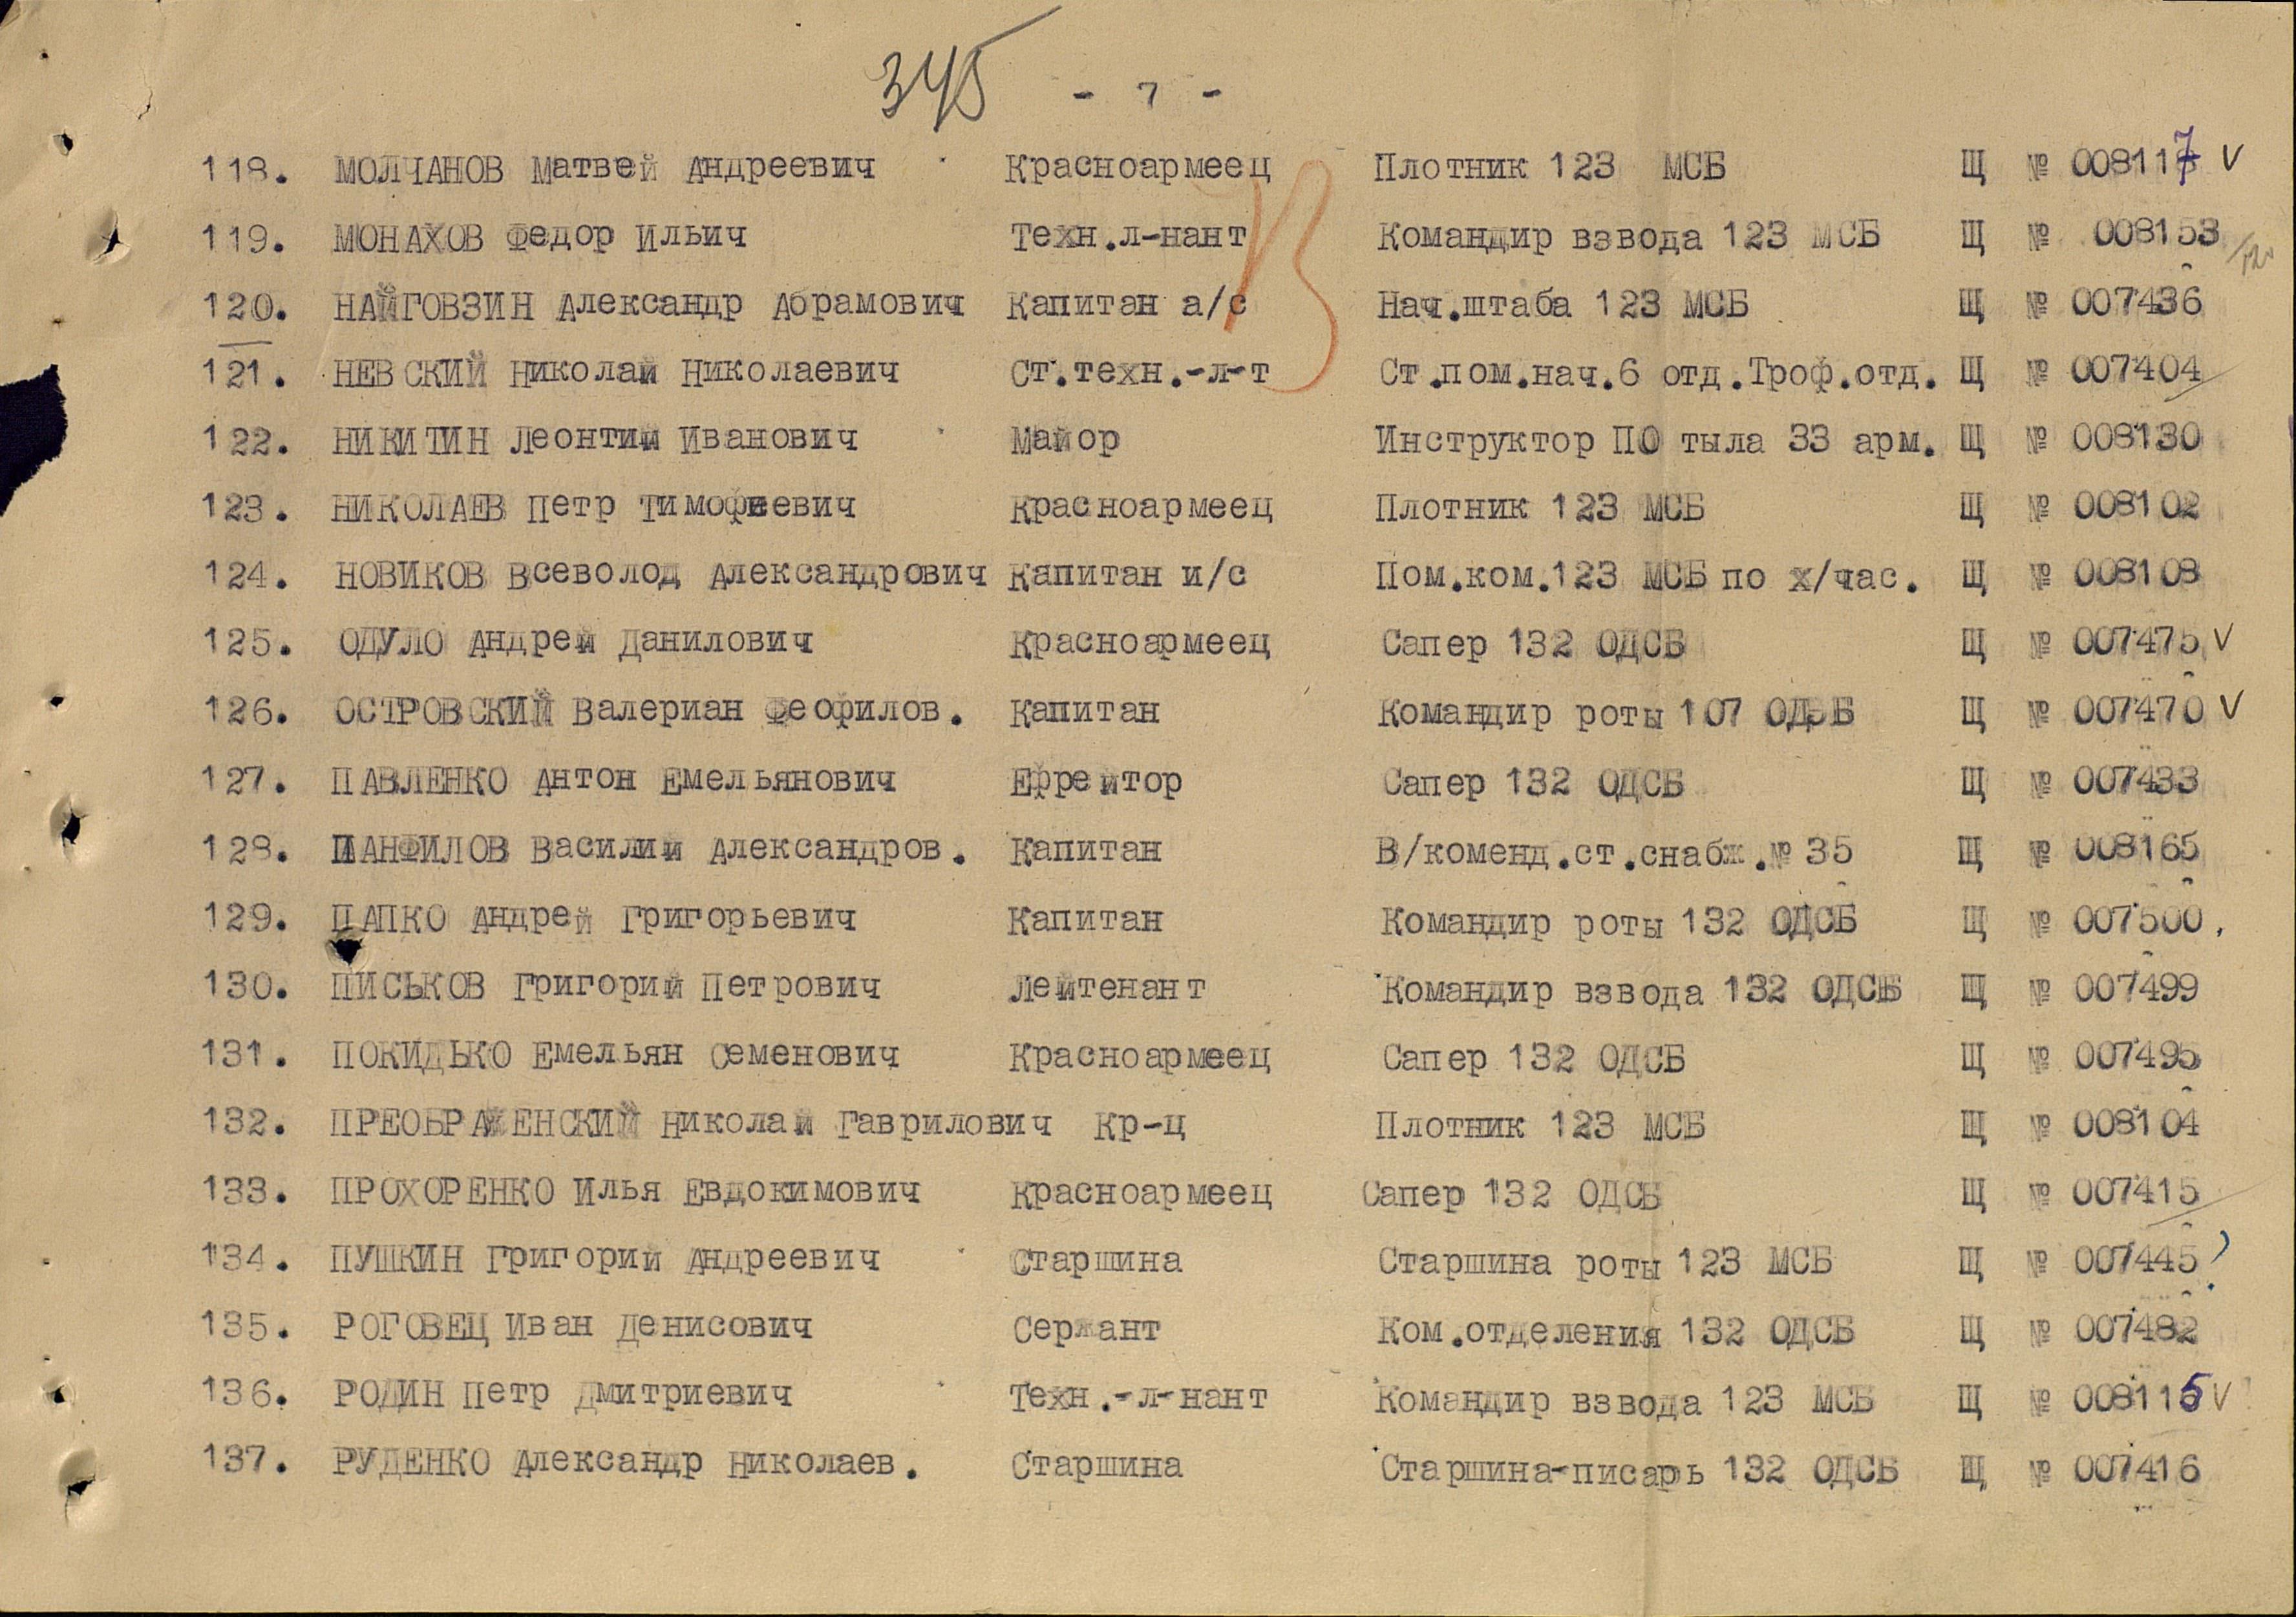 345 - 7 -
118. МОЛЧАНОВ Матвей Андреевич Красноармеец Плотник 123 МСБ Щ № 008117 V
119. МОНАХОВ Федор Ильич Техн.л-нант Командир взвода 123 МСБ Щ № 008153
120. НАЙГОВЗИН Александр Абрамович Капитан а/с Нач.штаба 123 МСБ Щ № 007436
121. НЕВСКИЙ Николай Николаевич Ст.техн.-л-т Ст.пом.нач.6 отд.Троф.отд. Щ № 007404
122. НИКИТИН Леонтий Иванович Майор Инструктор ПО тыла 33 арм. Щ № 008130
123. НИКОЛАЕВ Петр Тимофеевич Красноармеец Плотник 123 МСБ Щ № 008102
124. НОВИКОВ Всеволод Александрович Капитан и/с Пом.ком.123 МСБ по х/час. Щ № 008108
125. ОДУЛО Андрей Данилович Красноармеец Сапер 132 ОДСБ Щ № 007475 V
126. ОСТРОВСКИЙ Валериан Феофилов. Капитан Командир роты 107 ОДЭБ Щ № 007470 V
127. ПАВЛЕНКО Антон Емельянович Ефрейтор Сапер 132 ОДСБ Щ № 007433
128. ПАНФИЛОВ Василий Александров. Капитан В/коменд.ст.снабж.№ 35 Щ № 008165
129. ПАПКО Андрей Григорьевич Капитан Командир роты 132 ОДСБ Щ № 007500.
130. ПИСЬКОВ Григорий Петрович Лейтенант Командир взвода 132 ОДСБ Щ № 007499
131. ПОКИДЬКО Емельян Семенович Красноармеец Сапер 132 ОДСБ Щ № 007495
132. ПРЕОБРАЖЕНСКИЙ Николай Гаврилович Кр-ц Плотник 123 МСБ Щ № 008104
133. ПРОХОРЕНКО Илья Евдокимович Красноармеец Сапер 132 ОДСБ Щ № 007415
134. ПУШКИН Григорий Андреевич Старшина Старшина роты 123 МСБ Щ № 007445 ?
135. РОГОВЕЦ Иван Денисович Сержант Ком.отделения 132 ОДСБ Щ № 007482
136. РОДИН Петр Дмитриевич Техн.-л-нант Командир взвода 123 МСБ Щ № 008115 V
137. РУДЕНКО Александр Николаев. Старшина Старшина-писарь 132 ОДСБ Щ № 007416